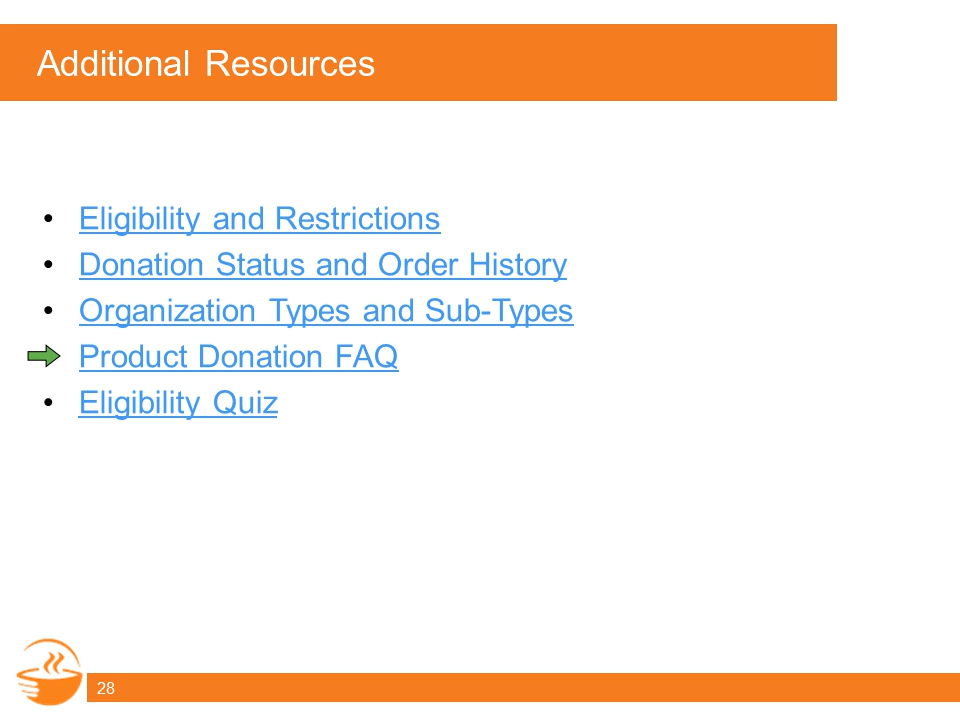 Additional Resources
• Eligibility and Restrictions
• Donation Status and Order History
• Organization Types and Sub-Types
Product Donation FAQ
• Eligibility Quiz
28